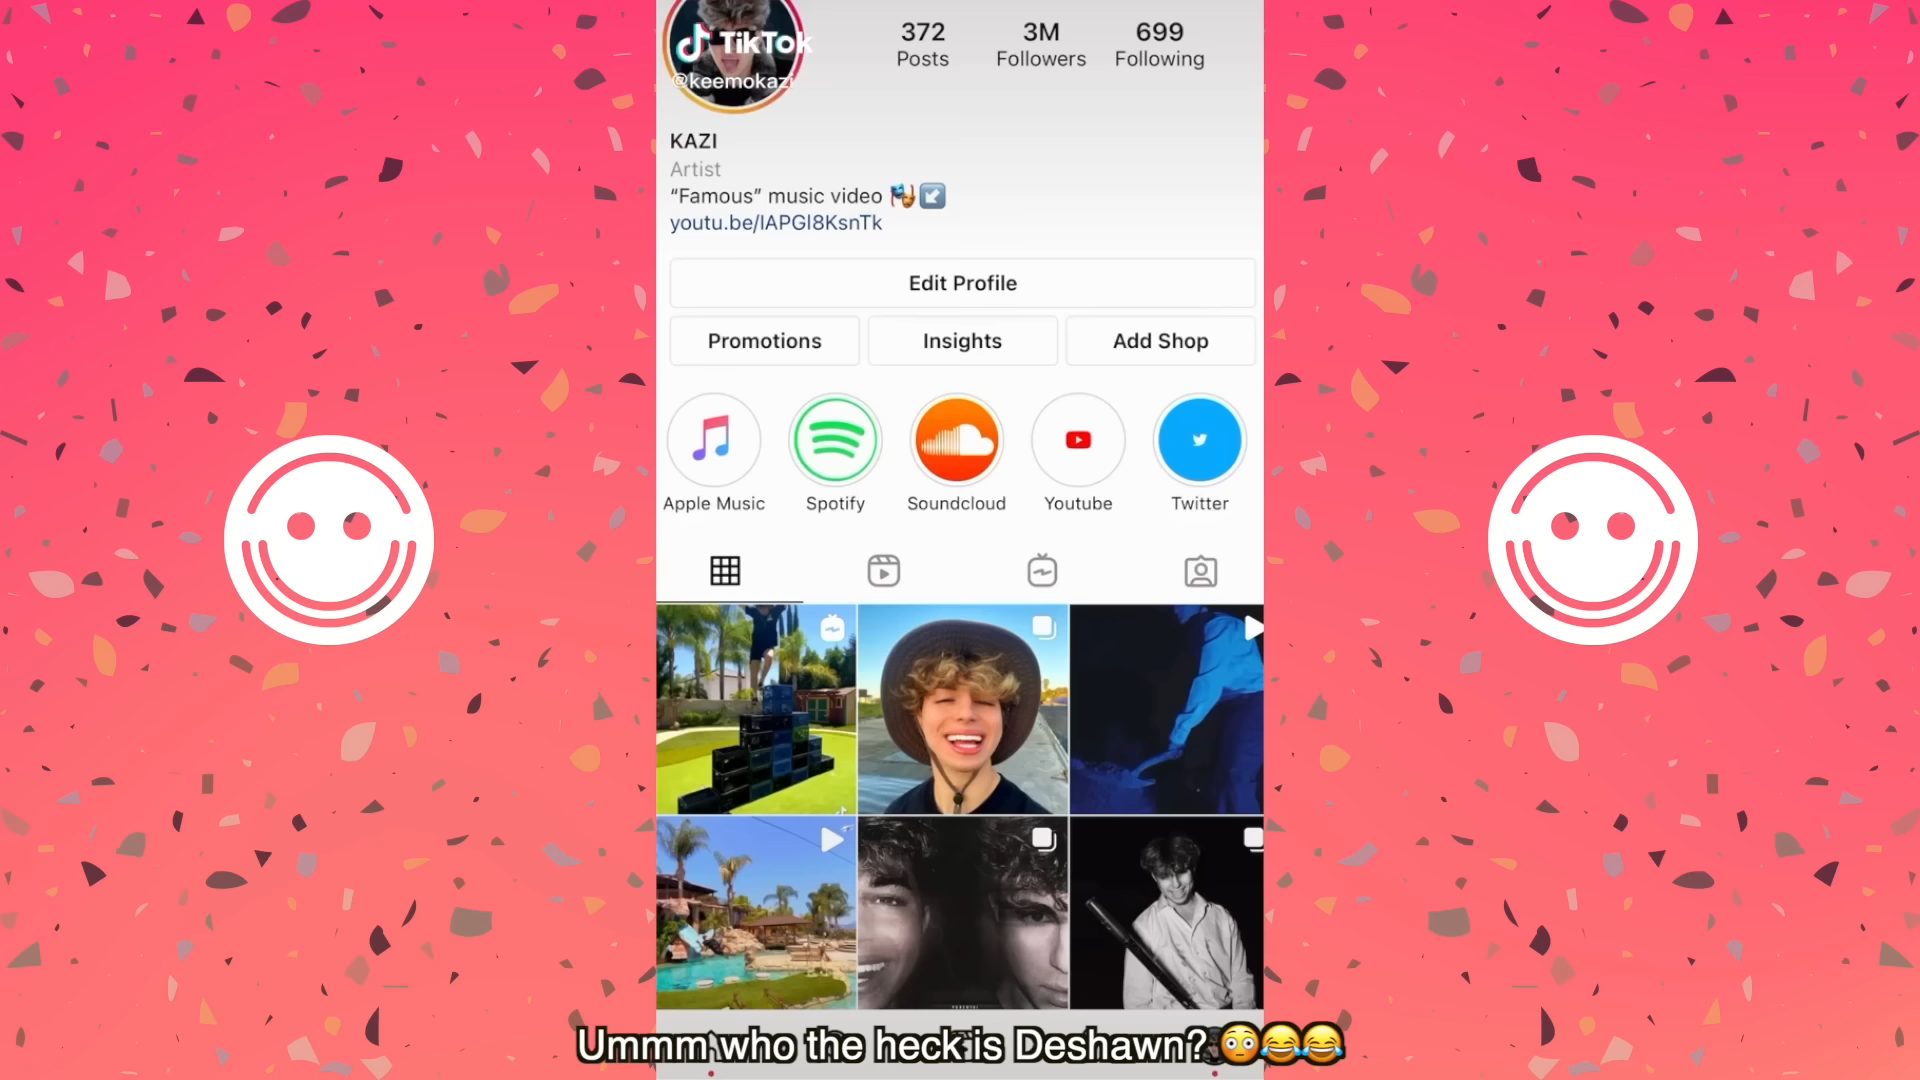 TikTok
@keemokazi
372 3M 699
Posts Followers Following
KAZI
Artist
“Famous” music video 🎭↙️
youtu.be/lAPGl8KsnTk
Edit Profile
Promotions Insights Add Shop
Apple Music Spotify Soundcloud Youtube Twitter
Ummm who the heck is Deshawn? 😳😂😂